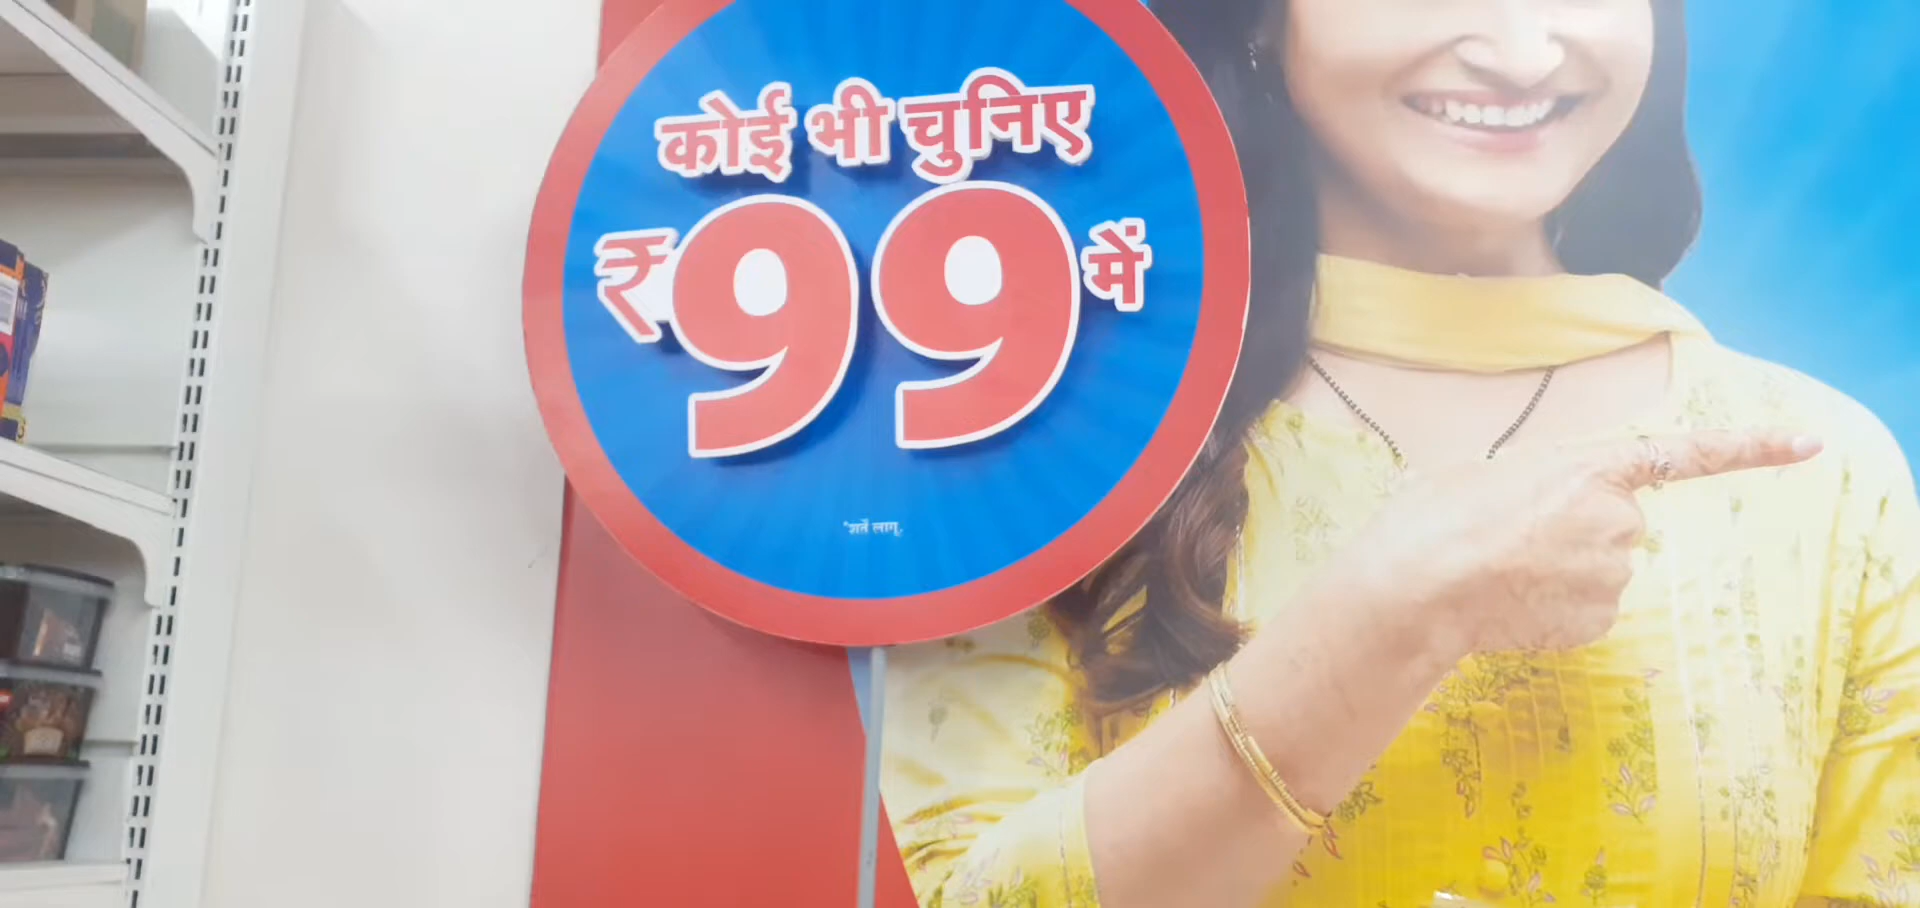 कोई भी चुनिए
₹99 में
*शर्तें लागू.